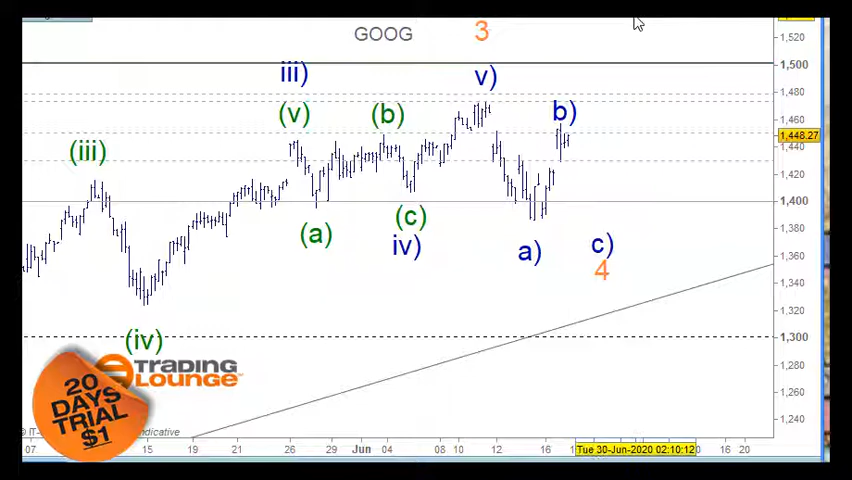 GOOG
3
1,520
1,500
iii)
v)
1,480
(v)
(b)
b)
1,460
1,448.27
(iii)
1,440
1,420
1,400
(c)
(a)
iv)
a)
c)
1,380
1,360
4
1,340
1,320
(iv)
1,300
TRADING
LOUNGE
1,280
20
DAYS
TRIAL
$1
1,260
1,240
dicative
07
15
19
21
26
29
Jun
04
08
10
12
16
Tue 30-Jun-2020 02:10:12
16
20